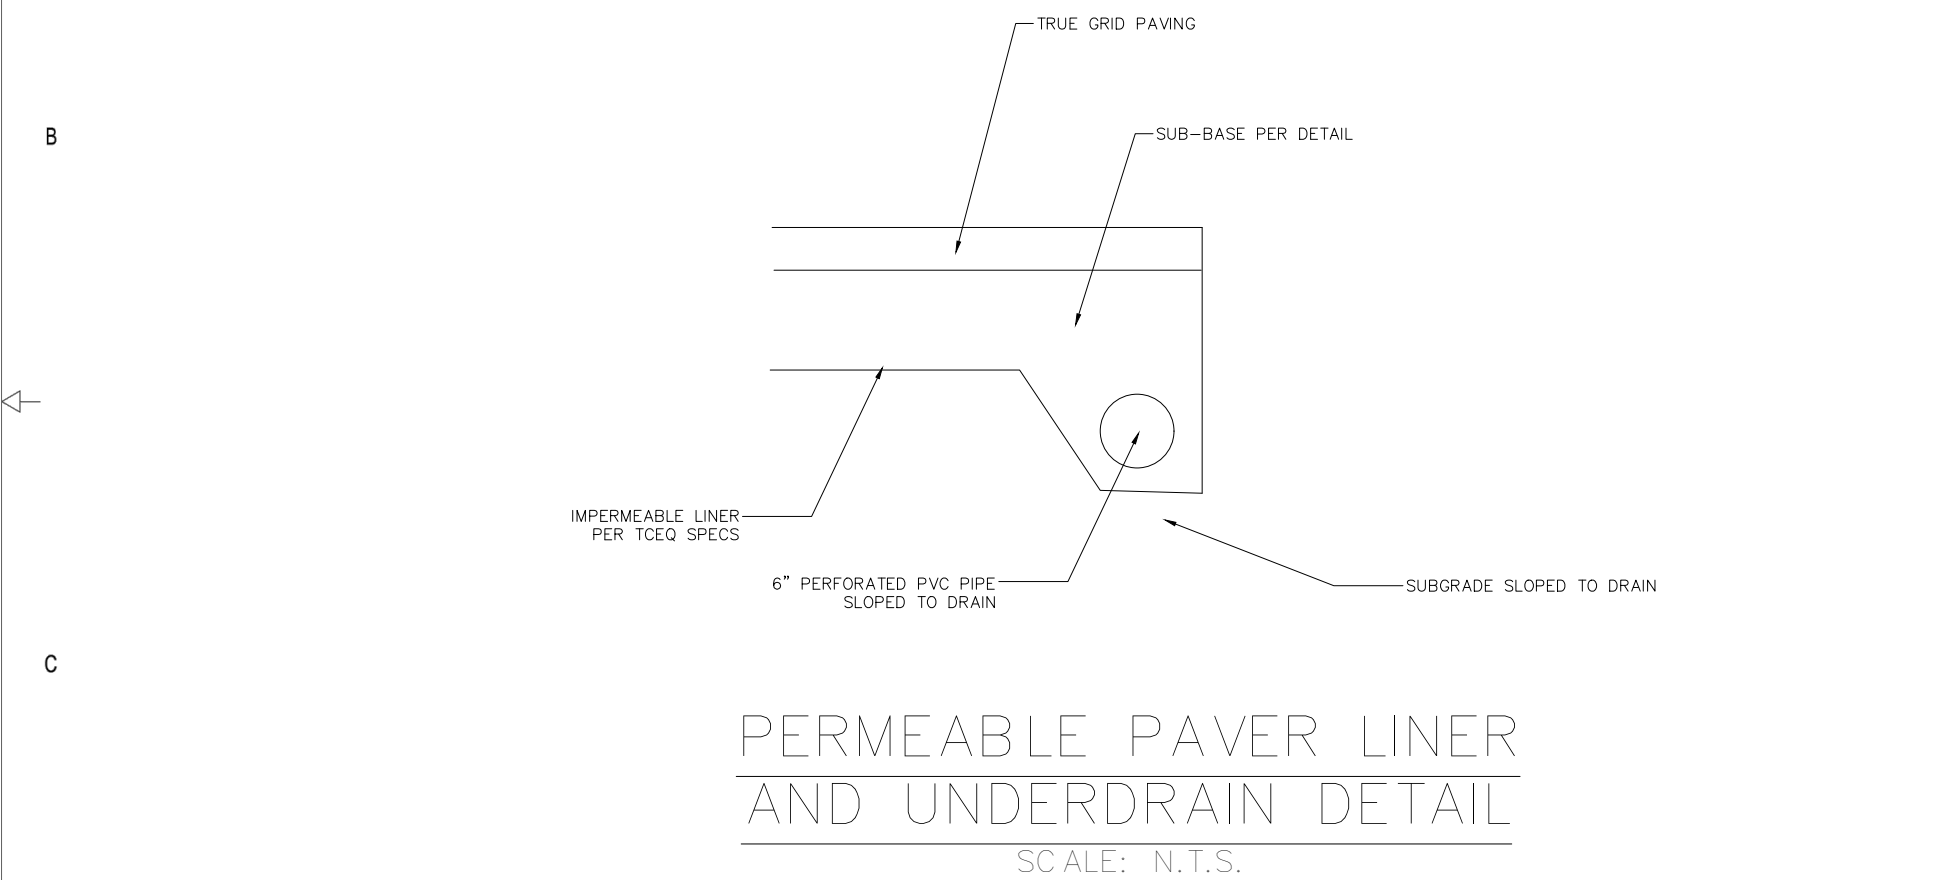 TRUE GRID PAVING
B
SUB-BASE PER DETAIL
IMPERMEABLE LINER
PER TCEQ SPECS
6" PERFORATED PVC PIPE
SLOPED TO DRAIN
SUBGRADE SLOPED TO DRAIN
C
PERMEABLE PAVER LINER
AND UNDERDRAIN DETAIL
SCALE: N.T.S.